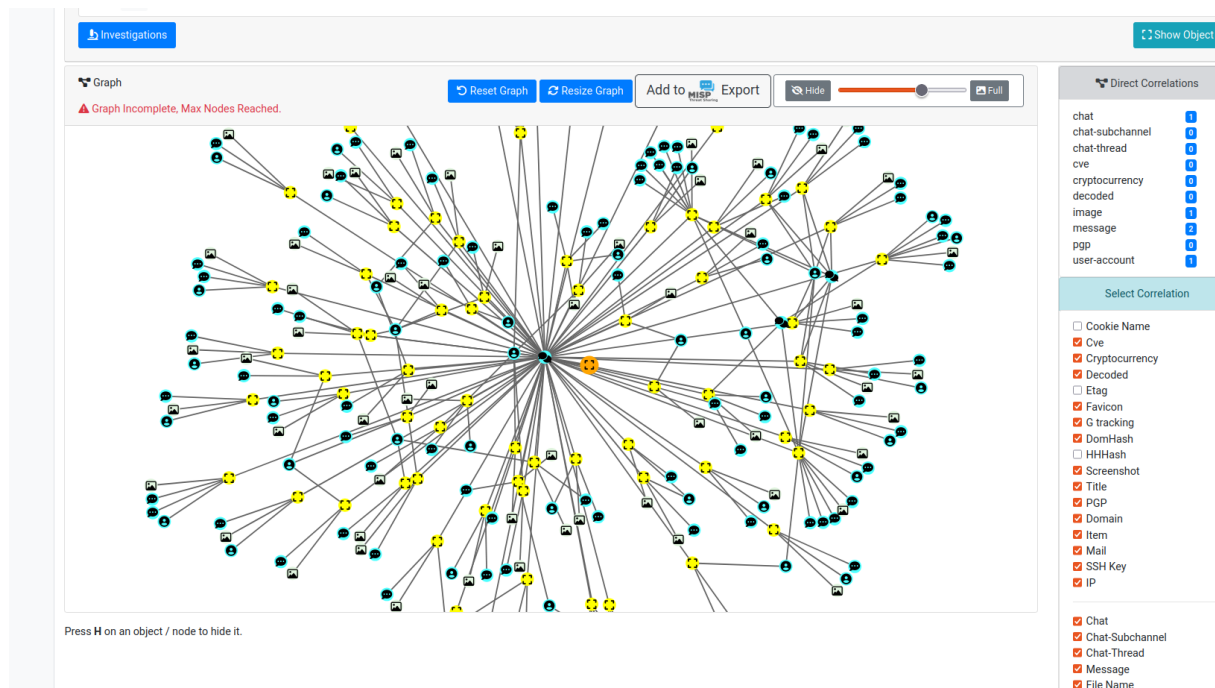 Investigations
Show Object
Graph
Reset Graph
Resize Graph
Add to MISP Threat Sharing Export
Hide
Full
Graph Incomplete, Max Nodes Reached.
Direct Correlations
chat 1
chat-subchannel 0
chat-thread 0
cve 0
cryptocurrency 0
decoded 0
image 1
message 2
pgp 0
user-account 1
Select Correlation
Cookie Name
Cve
Cryptocurrency
Decoded
Etag
Favicon
G tracking
DomHash
HHHash
Screenshot
Title
PGP
Domain
Item
Mail
SSH Key
IP
Chat
Chat-Subchannel
Chat-Thread
Message
File Name
Press H on an object / node to hide it.